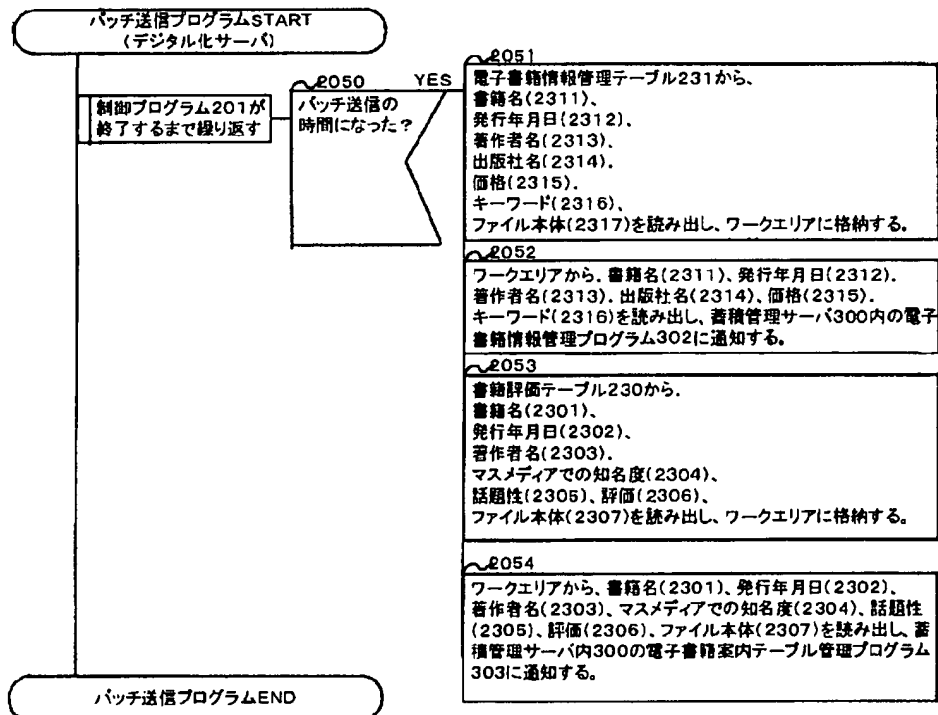 バッチ送信プログラムSTART
(デジタル化サーバ)
制御プログラム201が
終了するまで繰り返す
2050
YES
バッチ送信の
時間になった?
2051
電子書籍情報管理テーブル231から、
書籍名(2311)、
発行年月日(2312)、
著作者名(2313)、
出版社名(2314)、
価格(2315)、
キーワード(2316)、
ファイル本体(2317)を読み出し、ワークエリアに格納する。
2052
ワークエリアから、書籍名(2311)、発行年月日(2312)、
著作者名(2313)、出版社名(2314)、価格(2315)、
キーワード(2316)を読み出し、蓄積管理サーバ300内の電子
書籍情報管理プログラム302に通知する。
2053
書籍評価テーブル230から、
書籍名(2301)、
発行年月日(2302)、
著作者名(2303)、
マスメディアでの知名度(2304)、
話題性(2305)、評価(2306)、
ファイル本体(2307)を読み出し、ワークエリアに格納する。
2054
ワークエリアから、書籍名(2301)、発行年月日(2302)、
著作者名(2303)、マスメディアでの知名度(2304)、話題性
(2305)、評価(2306)、ファイル本体(2307)を読み出し、蓄
積管理サーバ内300の電子書籍案内テーブル管理プログラム
303に通知する。
バッチ送信プログラムEND